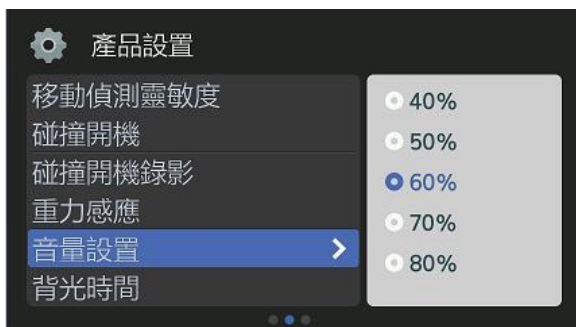 產品設置
移動偵測靈敏度
碰撞開機
碰撞開機錄影
重力感應
音量設置
背光時間
40%
50%
60%
70%
80%